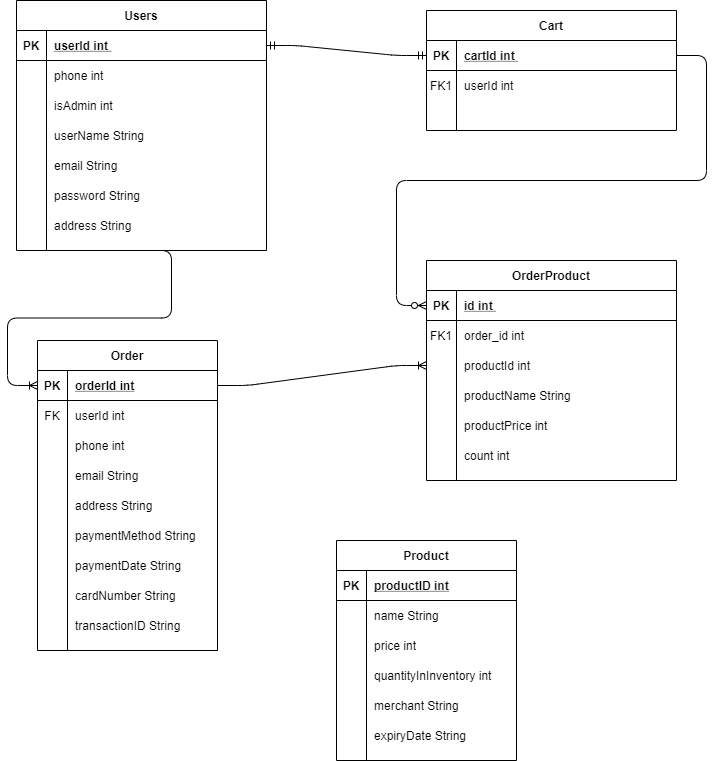 Users
PK userId int
phone int
isAdmin int
userName String
email String
password String
address String
Cart
PK cartId int
FK1 userId int
OrderProduct
PK id int
FK1 order_id int
productId int
productName String
productPrice int
count int
Order
PK orderId int
FK userId int
phone int
email String
address String
paymentMethod String
paymentDate String
cardNumber String
transactionID String
Product
PK productID int
name String
price int
quantityInInventory int
merchant String
expiryDate String